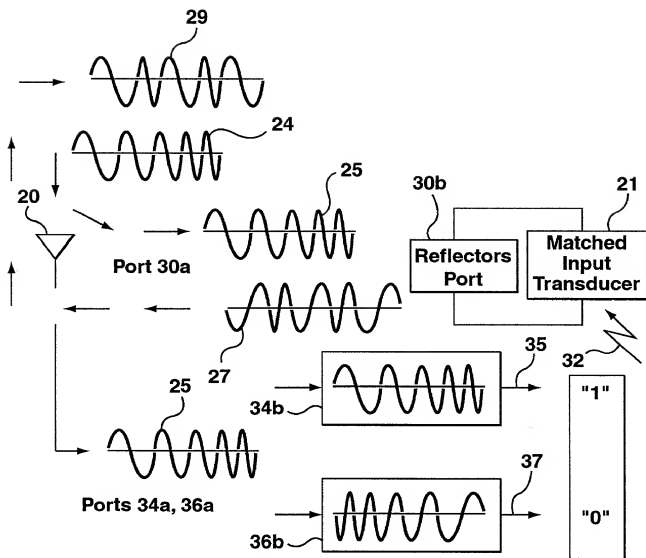 29
24
20
25
30b
21
Reflectors
Port
Matched
Input
Transducer
Port 30a
27
32
35
34b
"1"
25
37
Ports 34a, 36a
36b
"0"